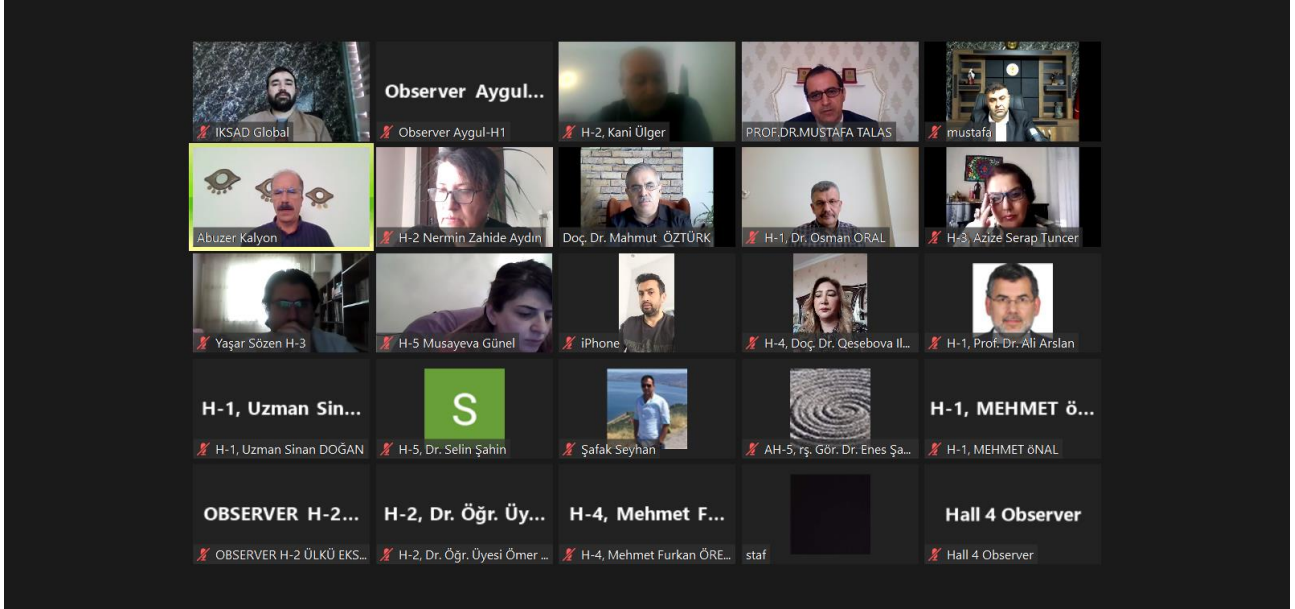 IKSAD Global
Observer Aygul...
Observer Aygul-H1
H-2, Kani Ülger
PROF.DR.MUSTAFA TALAS
mustafa
Abuzer Kalyon
H-2 Nermin Zahide Aydın
Doç. Dr. Mahmut ÖZTÜRK
H-1, Dr. Osman ORAL
H-3, Azize Serap Tuncer
Yaşar Sözen H-3
H-5 Musayeva Günel
iPhone
H-4, Doç. Dr. Qesebova Il...
H-1, Prof. Dr. Ali Arslan
H-1, Uzman Sin...
H-1, Uzman Sinan DOĞAN
S
H-5, Dr. Selin Şahin
Şafak Seyhan
AH-5, rş. Gör. Dr. Enes Şa...
H-1, MEHMET ö...
H-1, MEHMET öNAL
OBSERVER H-2...
OBSERVER H-2 ÜLKÜ EKS...
H-2, Dr. Öğr. Üy...
H-2, Dr. Öğr. Üyesi Ömer ...
H-4, Mehmet F...
H-4, Mehmet Furkan ÖRE...
staf
Hall 4 Observer
Hall 4 Observer